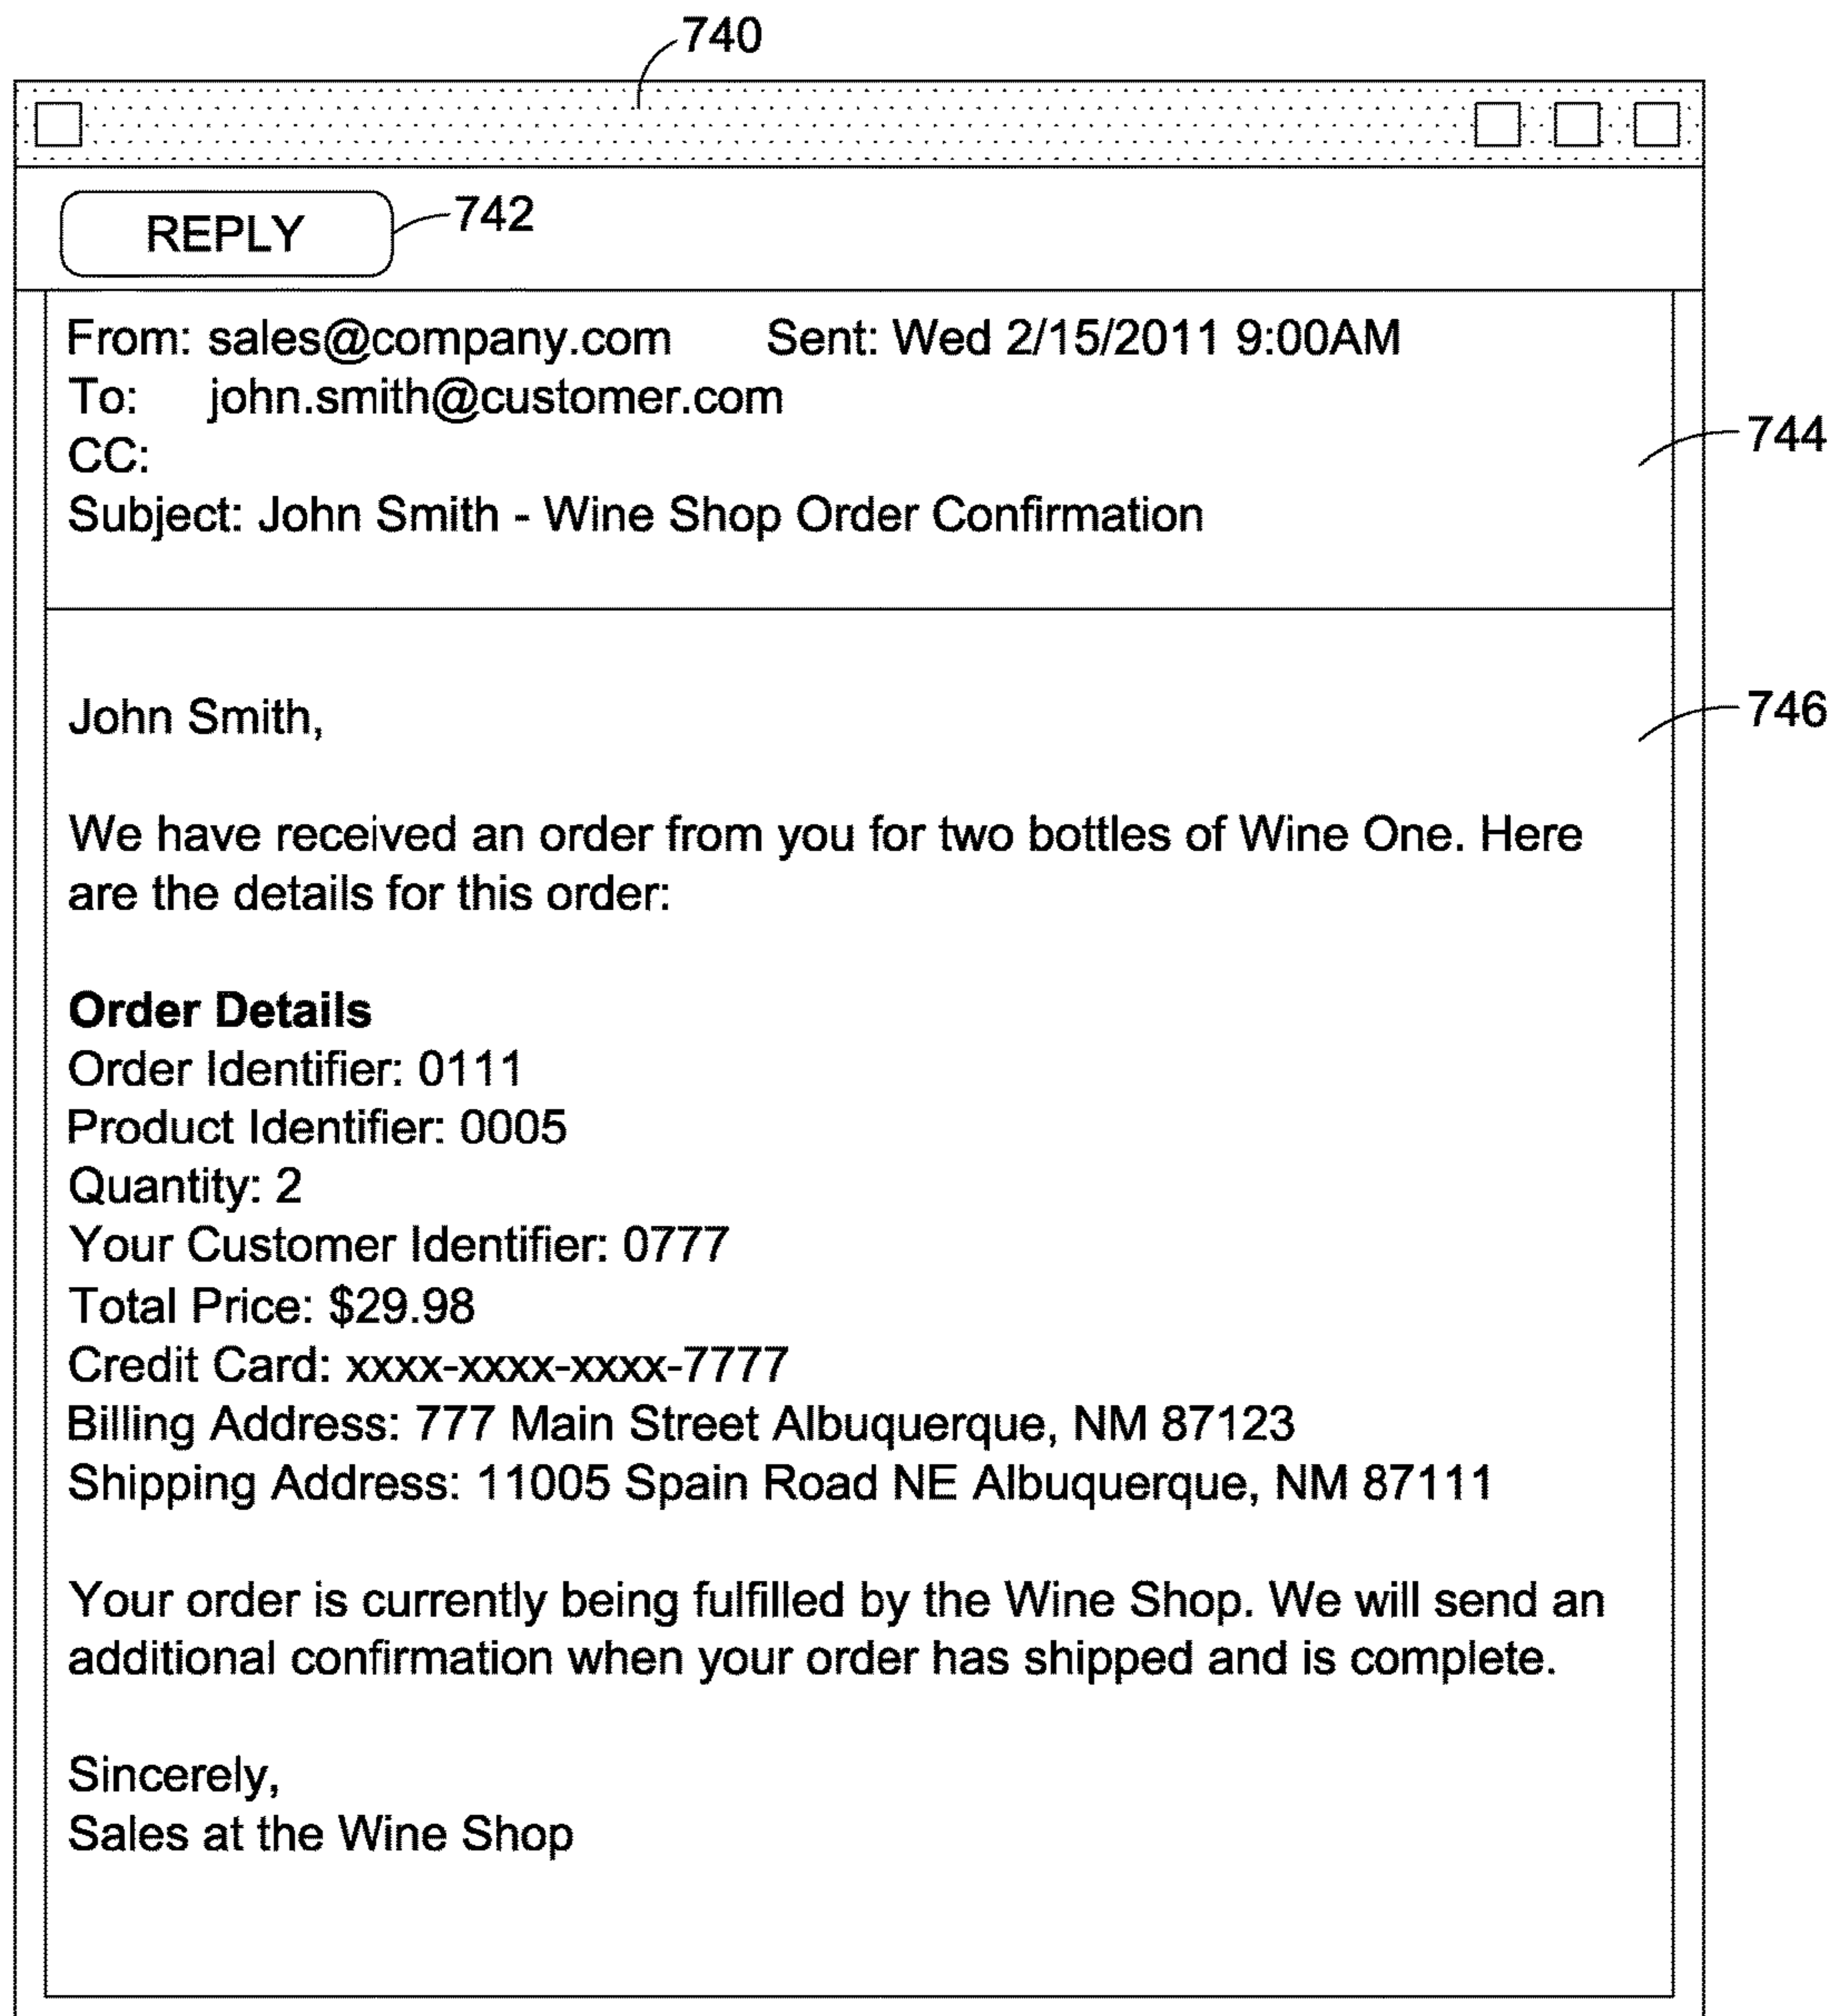 740
REPLY
742
From: sales@company.com Sent: Wed 2/15/2011 9:00AM
To: john.smith@customer.com
CC:
744
Subject: John Smith - Wine Shop Order Confirmation
746
John Smith,
We have received an order from you for two bottles of Wine One. Here
are the details for this order:
Order Details
Order Identifier: 0111
Product Identifier: 0005
Quantity: 2
Your Customer Identifier: 0777
Total Price: $29.98
Credit Card: xxxx-xxxx-xxxx-7777
Billing Address: 777 Main Street Albuquerque, NM 87123
Shipping Address: 11005 Spain Road NE Albuquerque, NM 87111
Your order is currently being fulfilled by the Wine Shop. We will send an
additional confirmation when your order has shipped and is complete.
Sincerely,
Sales at the Wine Shop